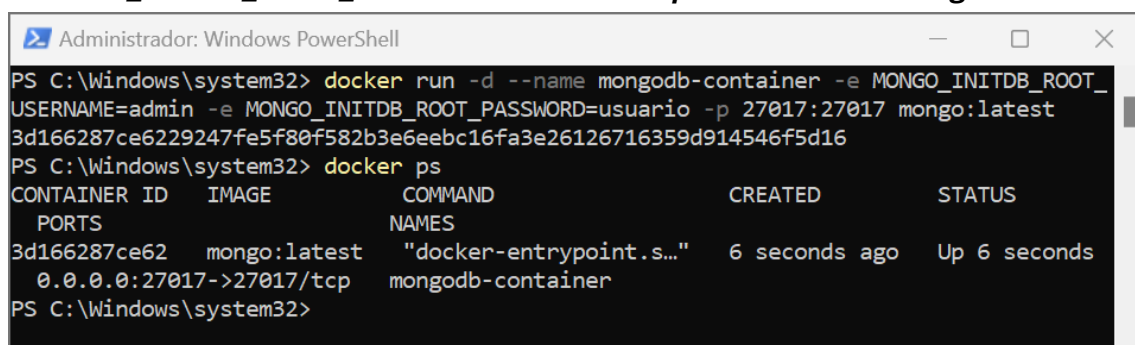 Administrador: Windows PowerShell
PS C:\Windows\system32> docker run -d --name mongodb-container -e MONGO_INITDB_ROOT_
USERNAME=admin -e MONGO_INITDB_ROOT_PASSWORD=usuario -p 27017:27017 mongo:latest
3d166287ce6229247fe5f80f582b3e6eebc16fa3e26126716359d914546f5d16
PS C:\Windows\system32> docker ps
CONTAINER ID   IMAGE          COMMAND                  CREATED         STATUS
  PORTS                      NAMES
3d166287ce62   mongo:latest   "docker-entrypoint.s…"   6 seconds ago   Up 6 seconds
  0.0.0.0:27017->27017/tcp   mongodb-container
PS C:\Windows\system32>